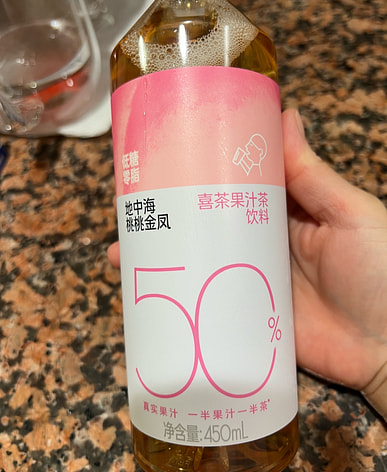 低糖
零脂
地中海
桃桃金凤
喜茶果汁茶
饮料
50%
真实果汁 一半果汁一半茶*
净含量:450mL